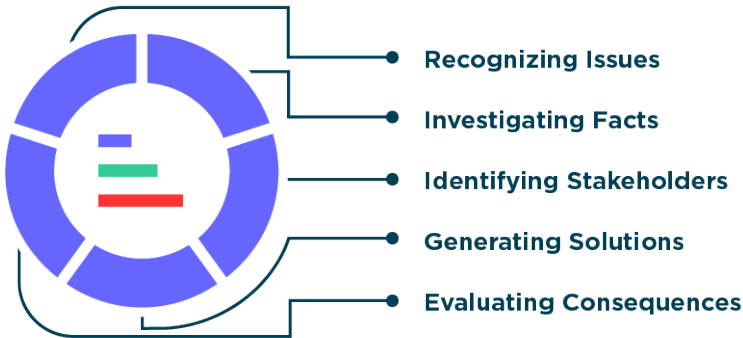 Recognizing Issues
Investigating Facts
Identifying Stakeholders
Generating Solutions
Evaluating Consequences